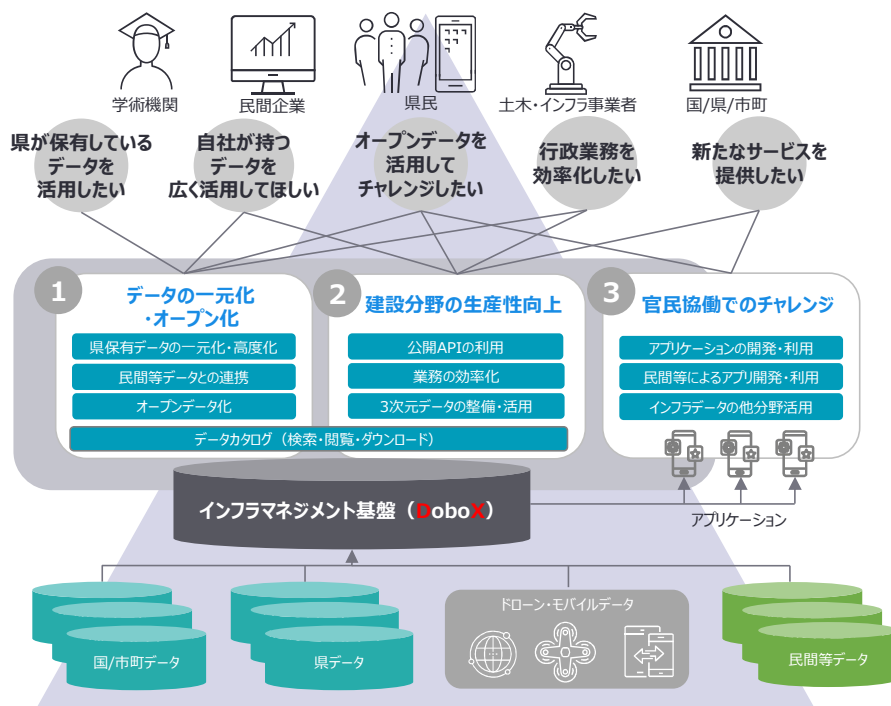 学術機関
民間企業
県民
土木・インフラ事業者
国/県/市町
県が保有している
データを
活用したい
自社が持つ
データを
広く活用してほしい
オープンデータを
活用して
チャレンジしたい
行政業務を
効率化したい
新たなサービスを
提供したい
1
データの一元化
・オープン化
県保有データの一元化・高度化
民間等データとの連携
オープンデータ化
2
建設分野の生産性向上
公開APIの利用
業務の効率化
3次元データの整備・活用
データカタログ（検索・閲覧・ダウンロード）
3
官民協働でのチャレンジ
アプリケーションの開発・利用
民間等によるアプリ開発・利用
インフラデータの他分野活用
インフラマネジメント基盤（DoboX）
アプリケーション
国/市町データ
県データ
ドローン・モバイルデータ
民間等データ